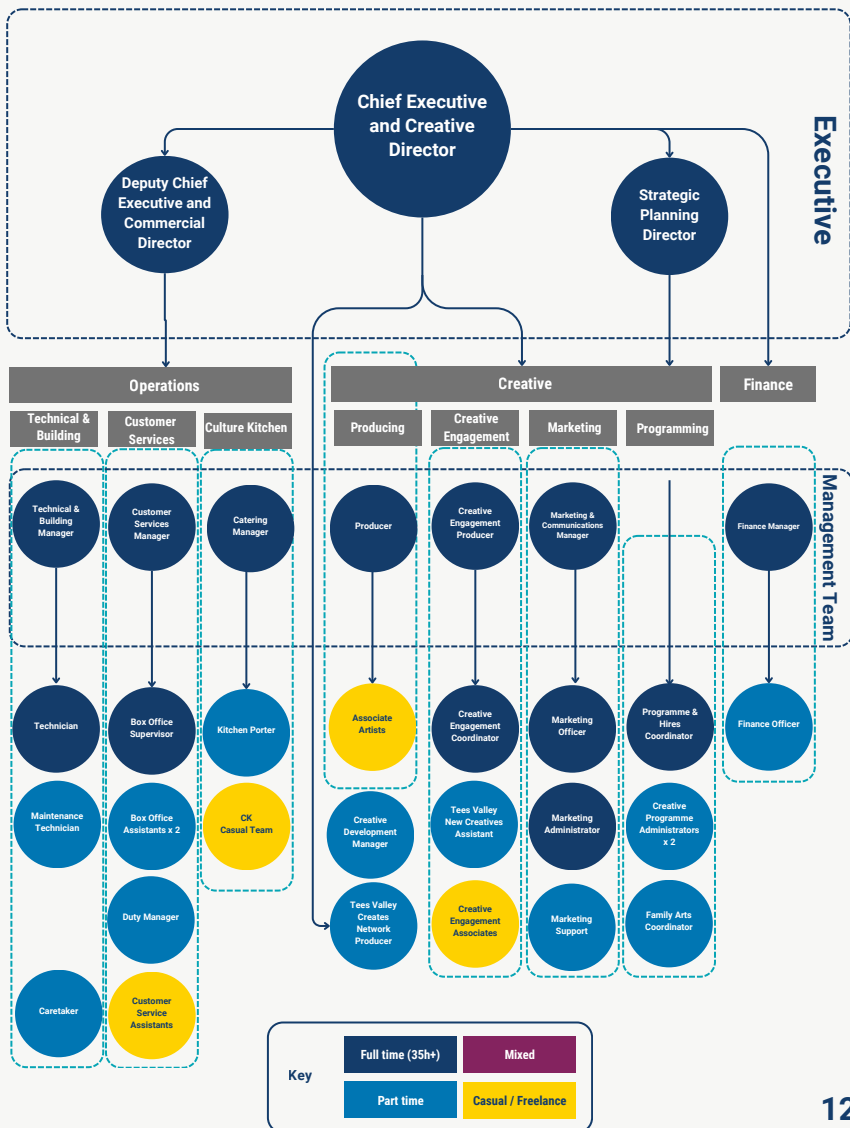 Chief Executive
and Creative
Director
Executive
Deputy Chief
Executive and
Commercial
Director
Strategic
Planning
Director
Operations
Creative
Finance
Technical &
Building
Customer
Services
Culture Kitchen
Producing
Creative
Engagement
Marketing
Programming
Management Team
Technical &
Building
Manager
Customer
Services
Manager
Catering
Manager
Producer
Creative
Engagement
Producer
Marketing &
Communications
Manager
Finance Manager
Technician
Box Office
Supervisor
Kitchen Porter
Associate
Artists
Creative
Engagement
Coordinator
Marketing
Officer
Programme &
Hires
Coordinator
Finance Officer
Maintenance
Technician
Box Office
Assistants x 2
CK
Casual Team
Creative
Development
Manager
Tees Valley
New Creatives
Assistant
Marketing
Administrator
Creative
Programme
Administrators
x 2
Duty Manager
Tees Valley
Creates
Network
Producer
Creative
Engagement
Associates
Marketing
Support
Family Arts
Coordinator
Caretaker
Customer
Service
Assistants
Key
Full time (35h+)
Mixed
Part time
Casual / Freelance
12